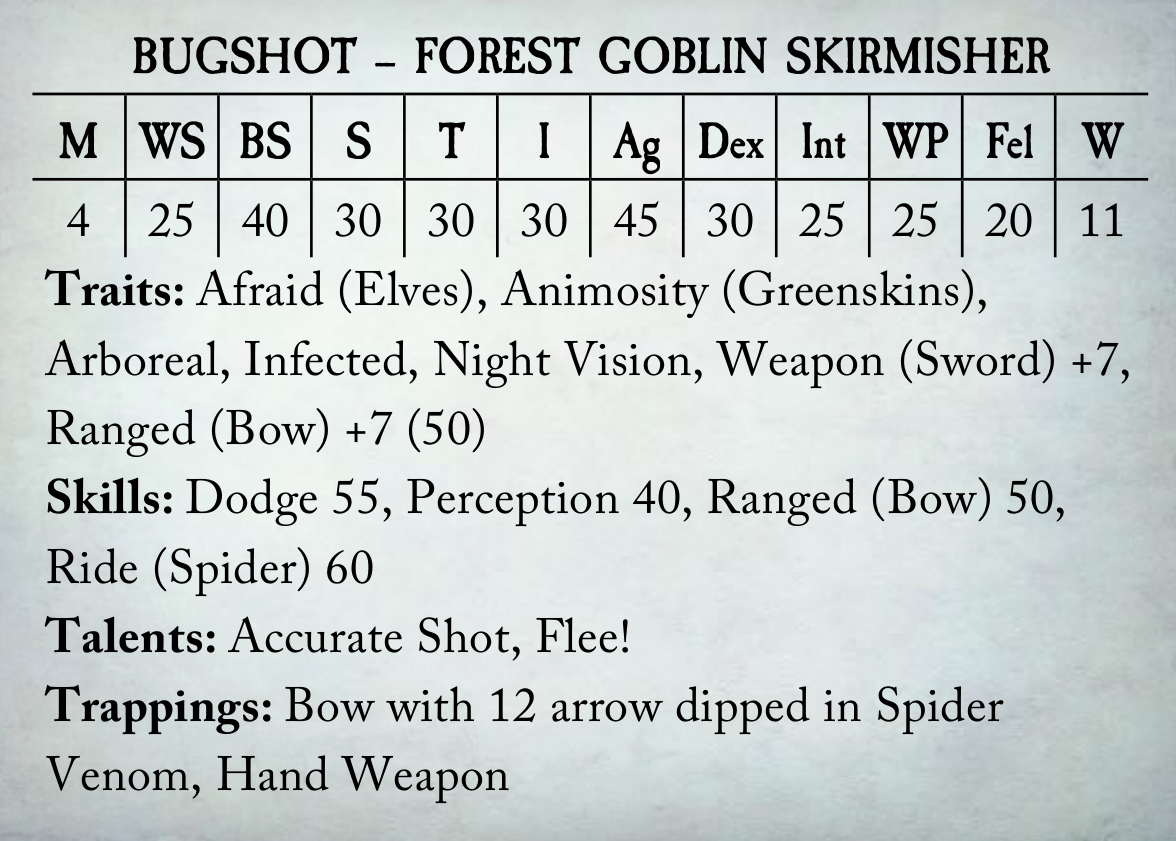 BUGSHOT – FOREST GOBLIN SKIRMISHER
M WS BS S T I Ag Dex Int WP Fel W
4 25 40 30 30 30 45 30 25 25 20 11
Traits: Afraid (Elves), Animosity (Greenskins),
Arboreal, Infected, Night Vision, Weapon (Sword) +7,
Ranged (Bow) +7 (50)
Skills: Dodge 55, Perception 40, Ranged (Bow) 50,
Ride (Spider) 60
Talents: Accurate Shot, Flee!
Trappings: Bow with 12 arrow dipped in Spider
Venom, Hand Weapon